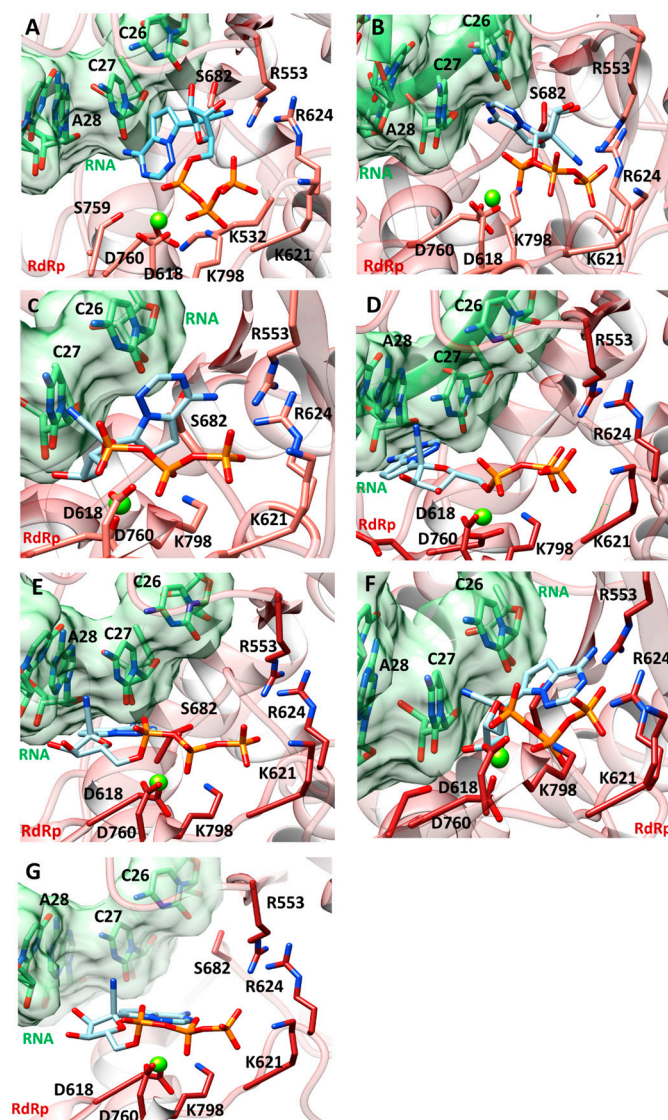 A
C26
R553
C27
S682
R624
A28
RNA
S759
K532
D760
K621
RdRp
D618
K798
B
C26
R553
C27
S682
A28
RNA
R624
D760
K798
D618
K621
RdRp
C
C26
RNA
R553
C27
S682
R624
D618
RdRp
D760
K798
K621
D
C26
R553
A28
C27
R624
RNA
D618
D760
K798
K621
RdRp
E
C26
R553
A28
C27
S682
R624
RNA
D618
K621
D760
K798
RdRp
F
C26
RNA
R553
A28
C27
R624
D618
K798
K621
D760
RdRp
G
C26
A28
R553
C27
S682
R624
RNA
K621
D618
RdRp
D760
K798